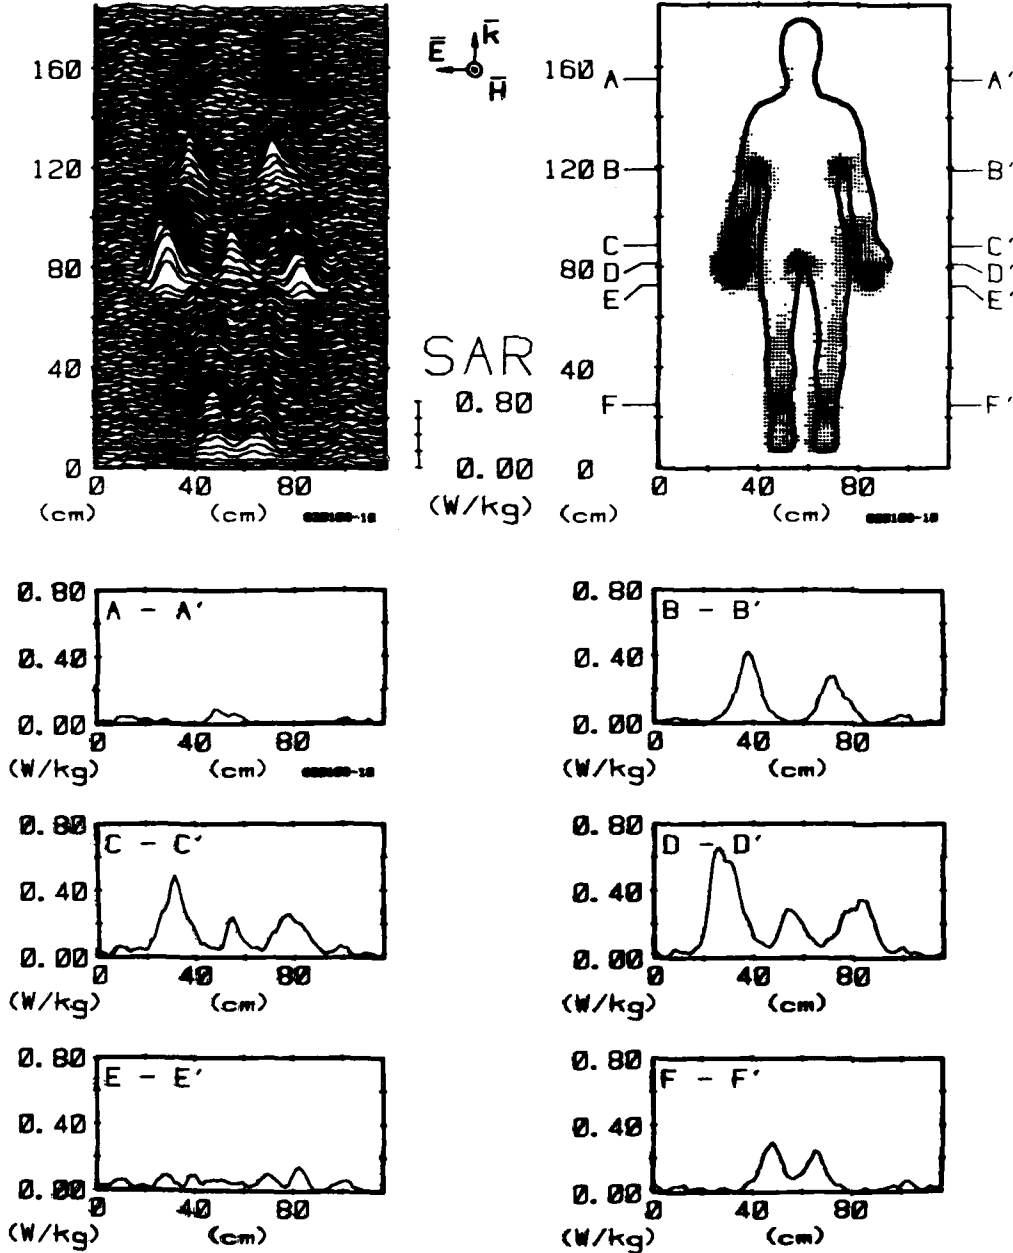 160
120
80
40
0
0 40 80
(cm) (cm)
E k
H
SAR
0.80
0.00
(W/kg)
160
120
80
40
0
A A'
B B'
C C'
D D'
E E'
F F'
0 40 80
(cm) (cm)
0.80
0.40
0.00
A - A'
0 40 80
(W/kg) (cm)
0.80
0.40
0.00
B - B'
0 40 80
(W/kg) (cm)
0.80
0.40
0.00
C - C'
0 40 80
(W/kg) (cm)
0.80
0.40
0.00
D - D'
0 40 80
(W/kg) (cm)
0.80
0.40
0.00
E - E'
0 40 80
(W/kg) (cm)
0.80
0.40
0.00
F - F'
0 40 80
(W/kg) (cm)